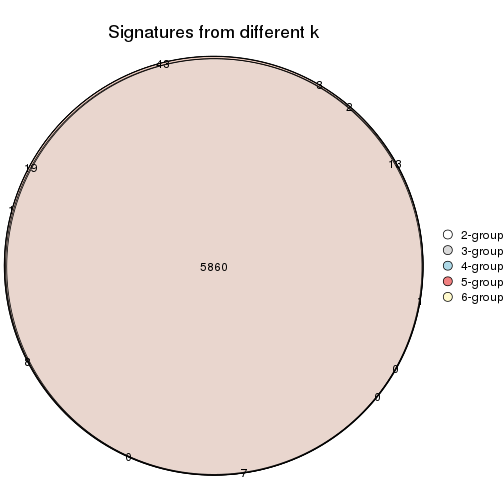 Signatures from different k
43
3
2
19
13
1
5860
1
8
0
0
0
7
2-group
3-group
4-group
5-group
6-group